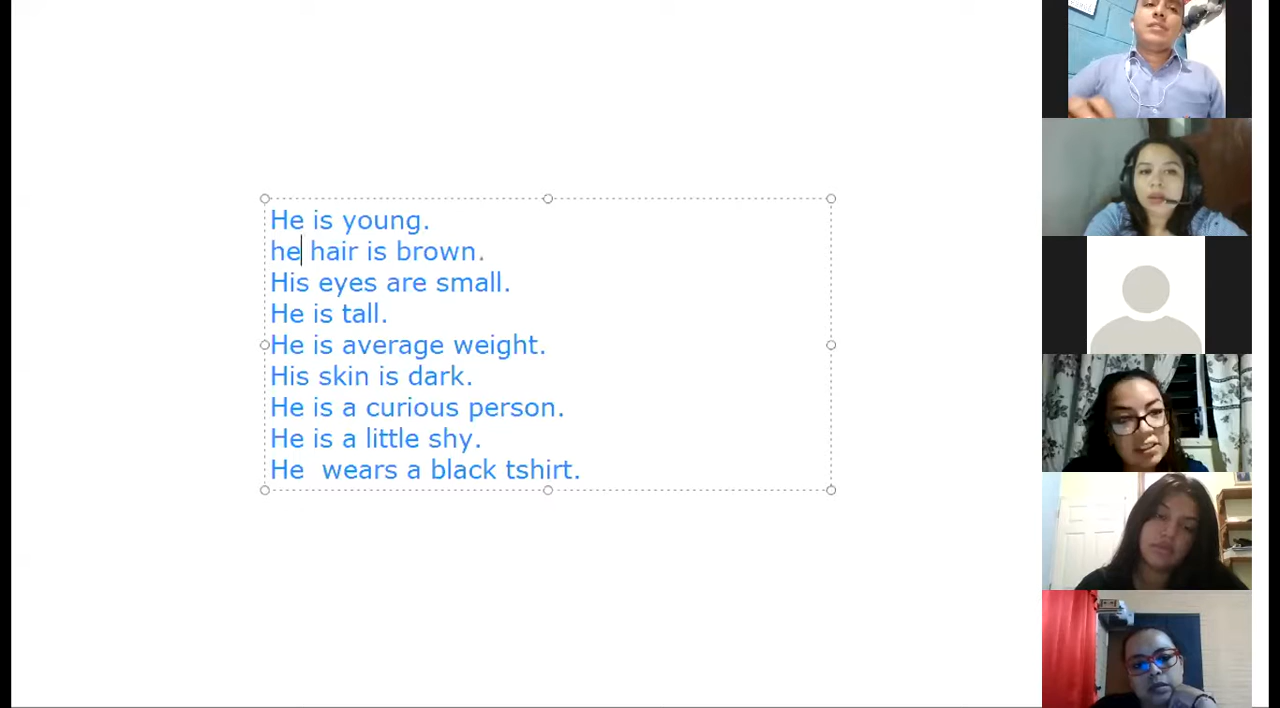 He is young.
he hair is brown.
His eyes are small.
He is tall.
He is average weight.
His skin is dark.
He is a curious person.
He is a little shy.
He  wears a black tshirt.